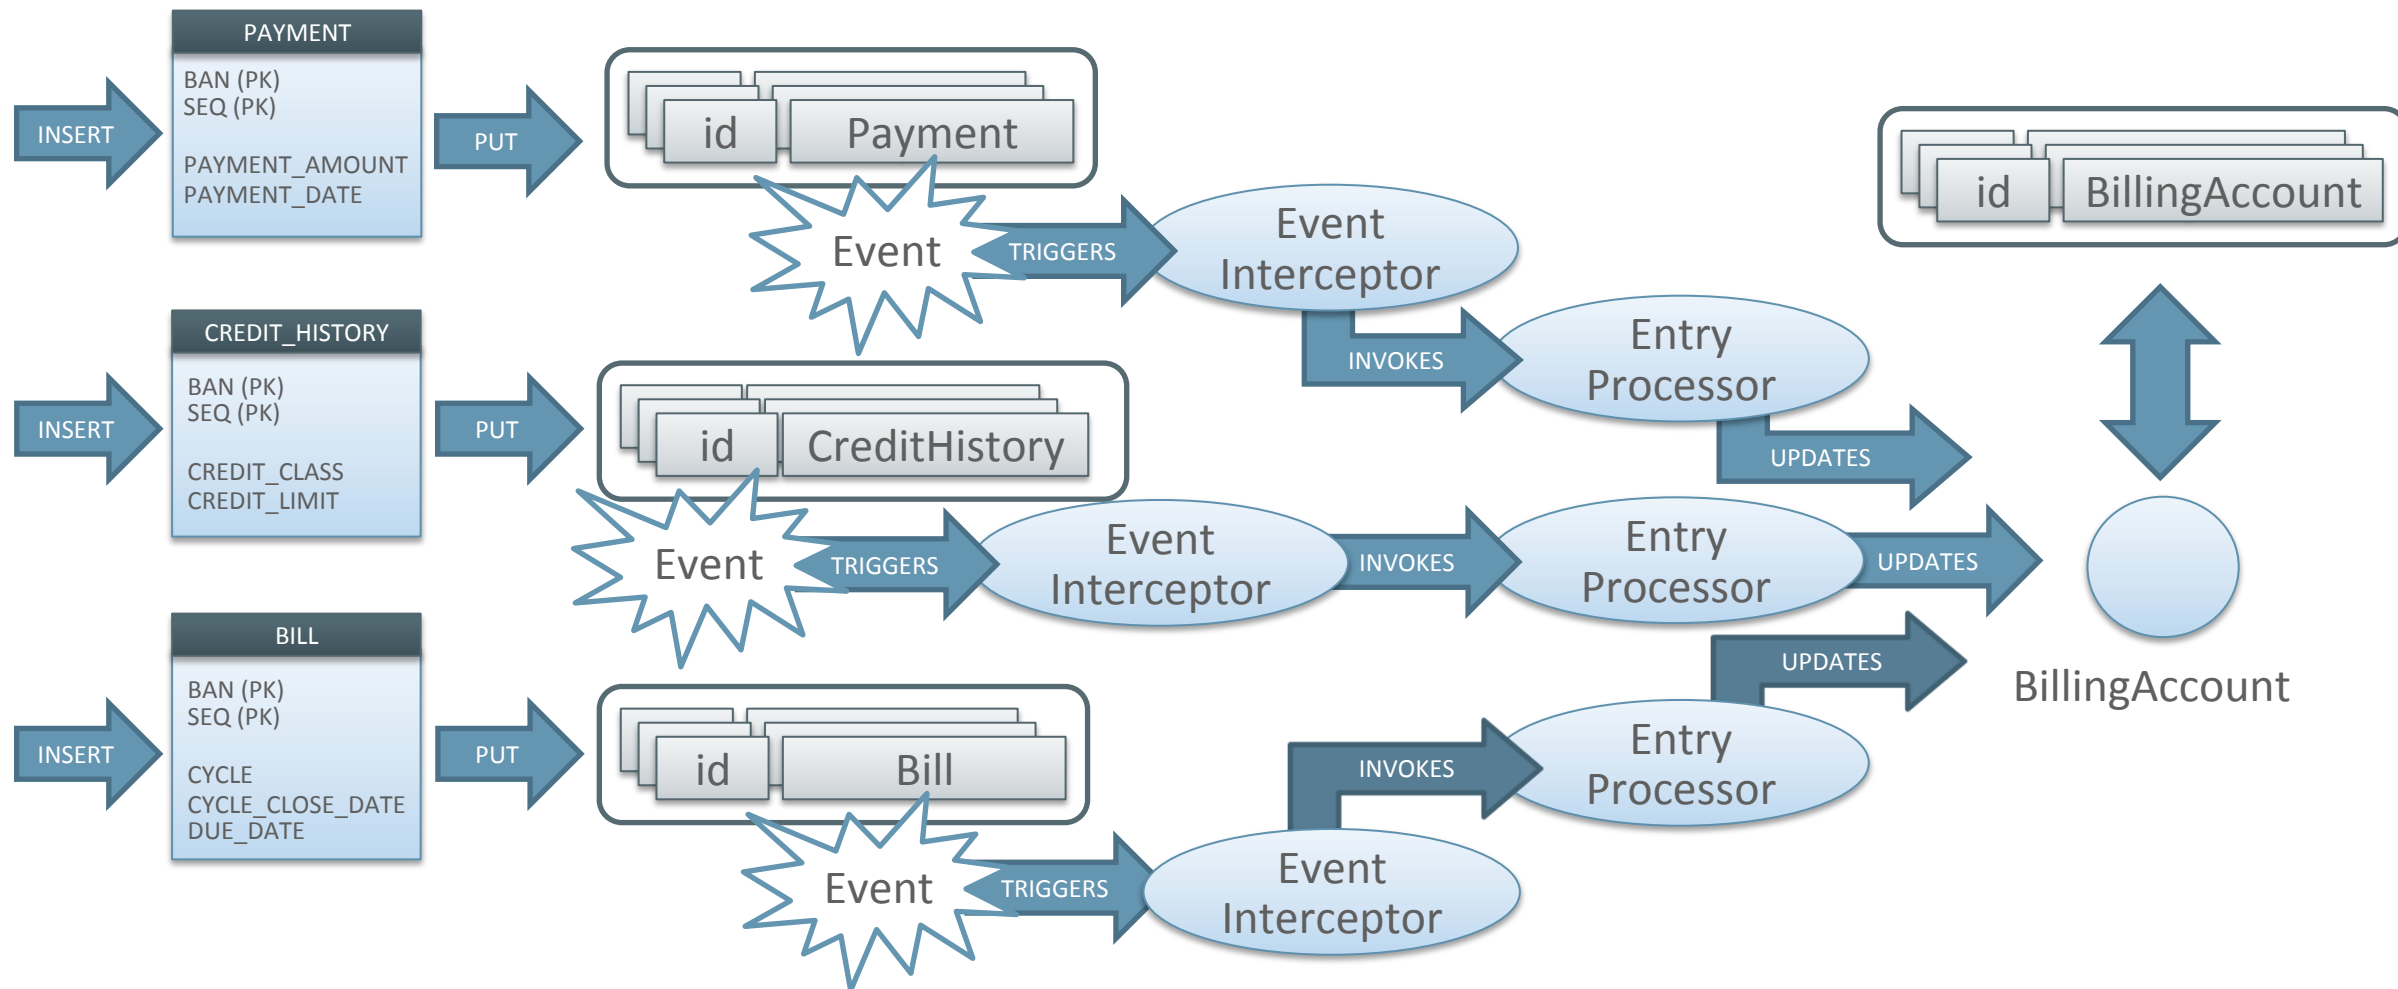 PAYMENT
BAN (PK)
SEQ (PK)
PAYMENT_AMOUNT
PAYMENT_DATE
INSERT
PUT
id
Payment
Event
TRIGGERS
Event
Interceptor
INVOKES
Entry
Processor
UPDATES
id
BillingAccount
CREDIT_HISTORY
BAN (PK)
SEQ (PK)
CREDIT_CLASS
CREDIT_LIMIT
INSERT
PUT
id
CreditHistory
Event
TRIGGERS
Event
Interceptor
INVOKES
Entry
Processor
UPDATES
BillingAccount
BILL
BAN (PK)
SEQ (PK)
CYCLE
CYCLE_CLOSE_DATE
DUE_DATE
INSERT
PUT
id
Bill
Event
TRIGGERS
Event
Interceptor
INVOKES
Entry
Processor
UPDATES